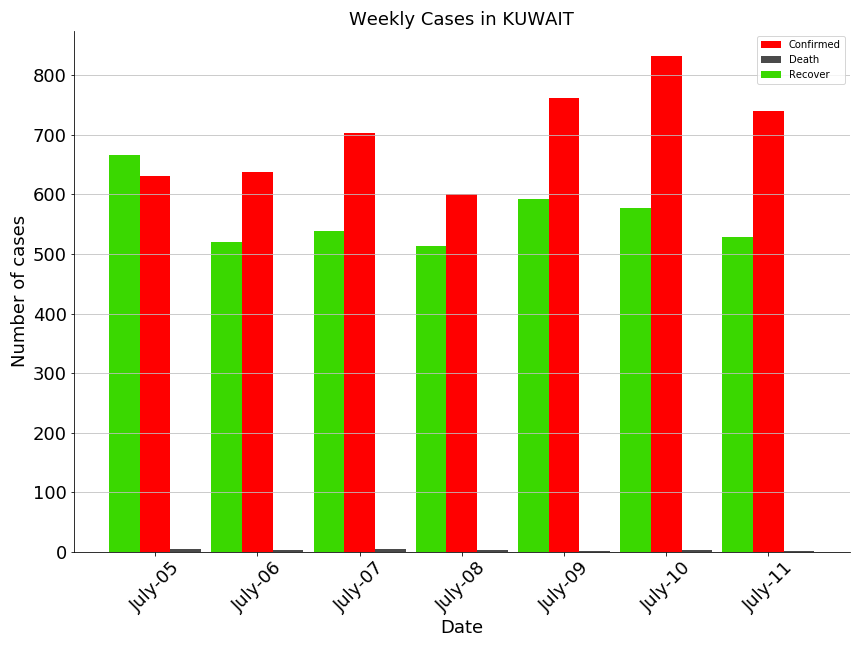 Weekly Cases in KUWAIT
Confirmed
Death
Recover
Number of cases
800
700
600
500
400
300
200
100
0
July-05
July-06
July-07
July-08
July-09
July-10
July-11
Date